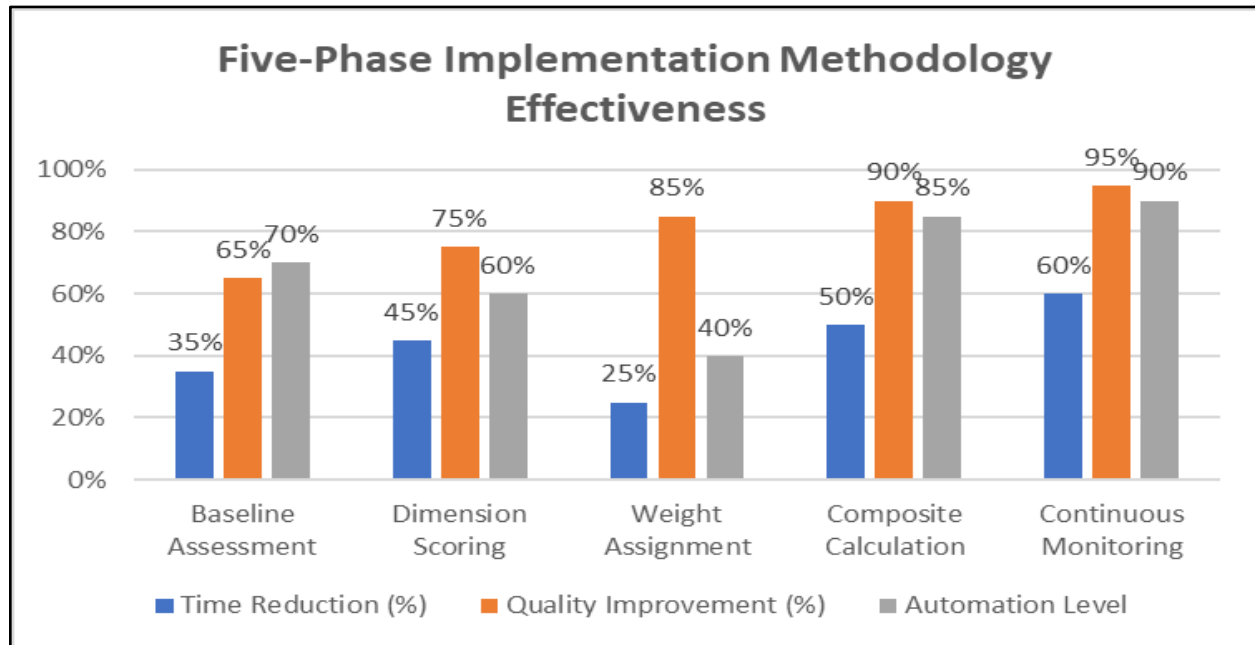 Five-Phase Implementation Methodology
Effectiveness
100%
80%
60%
40%
20%
0%
35%
65%
70%
45%
75%
60%
25%
85%
40%
50%
90%
85%
60%
95%
90%
Baseline
Assessment
Dimension
Scoring
Weight
Assignment
Composite
Calculation
Continuous
Monitoring
Time Reduction (%)
Quality Improvement (%)
Automation Level